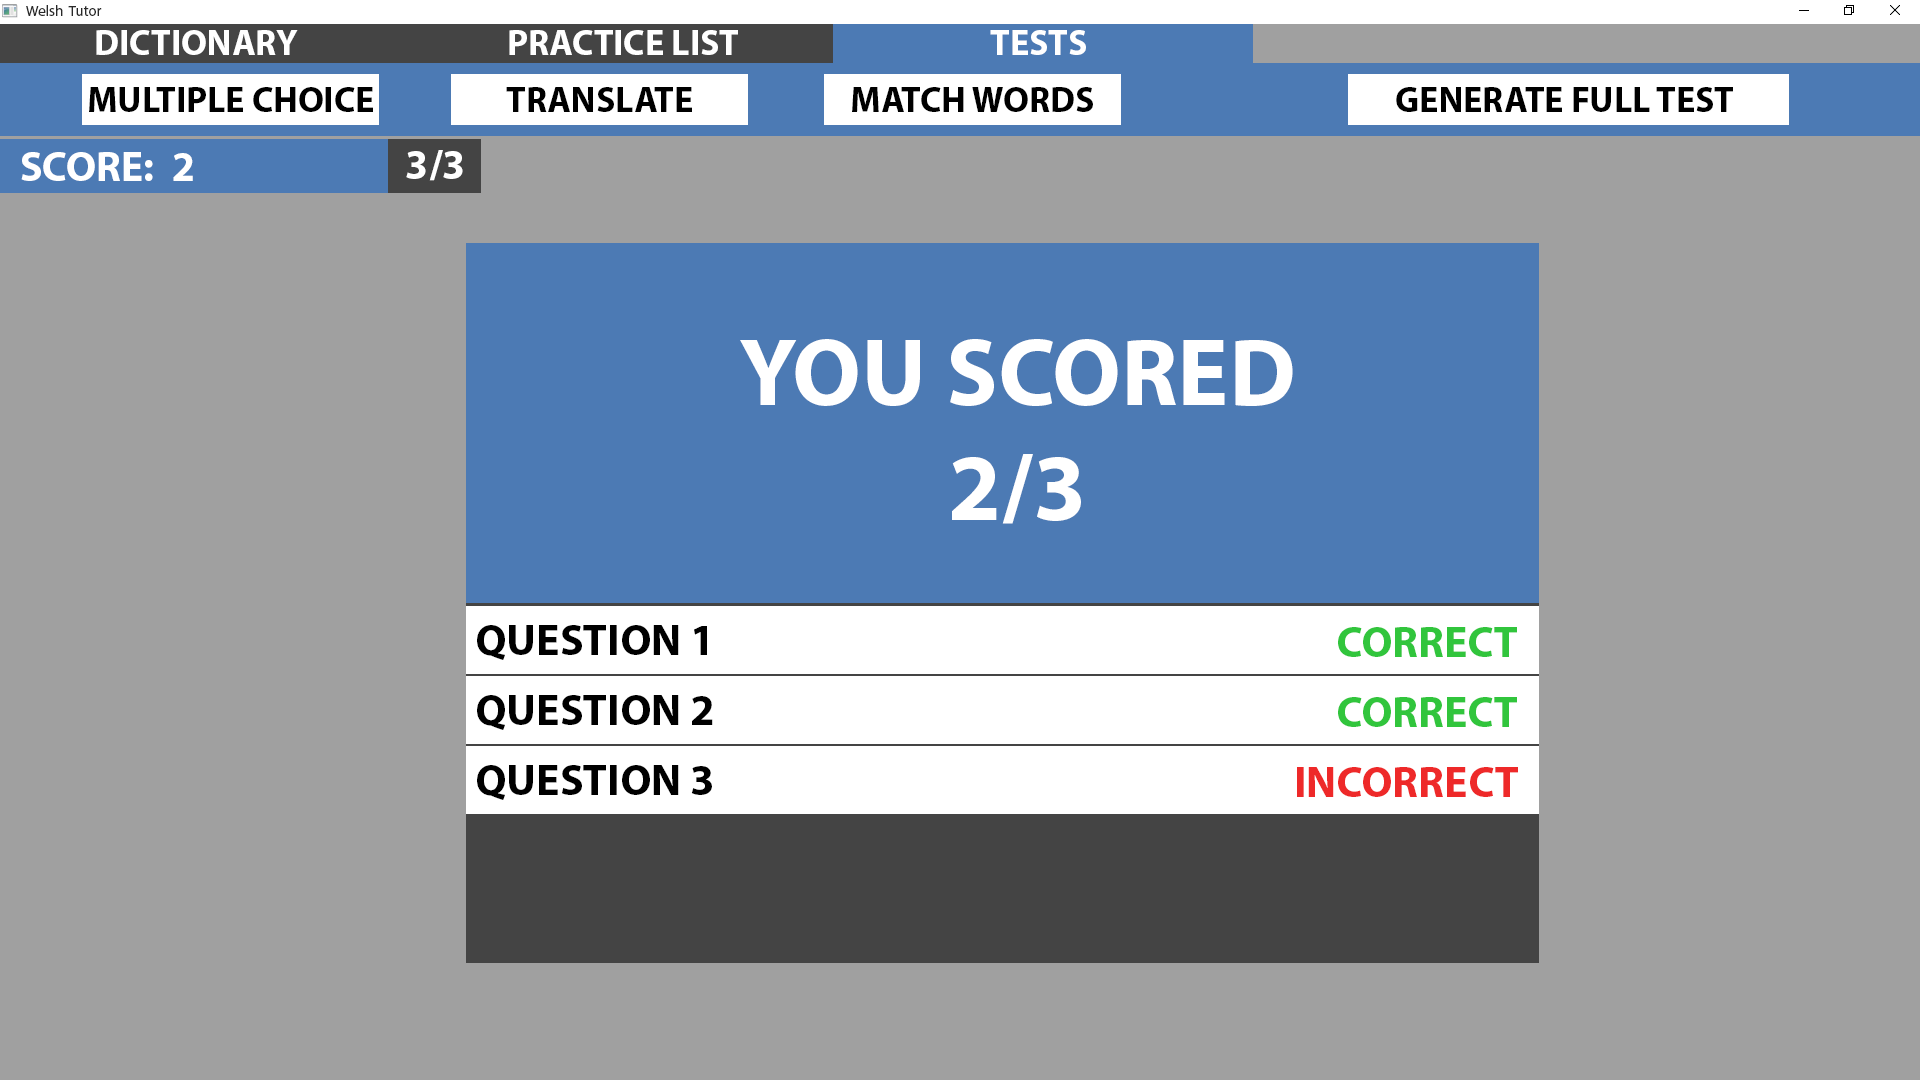 Welsh Tutor
DICTIONARY PRACTICE LIST TESTS
MULTIPLE CHOICE TRANSLATE MATCH WORDS GENERATE FULL TEST
SCORE: 2 3/3
YOU SCORED
2/3
QUESTION 1 CORRECT
QUESTION 2 CORRECT
QUESTION 3 INCORRECT